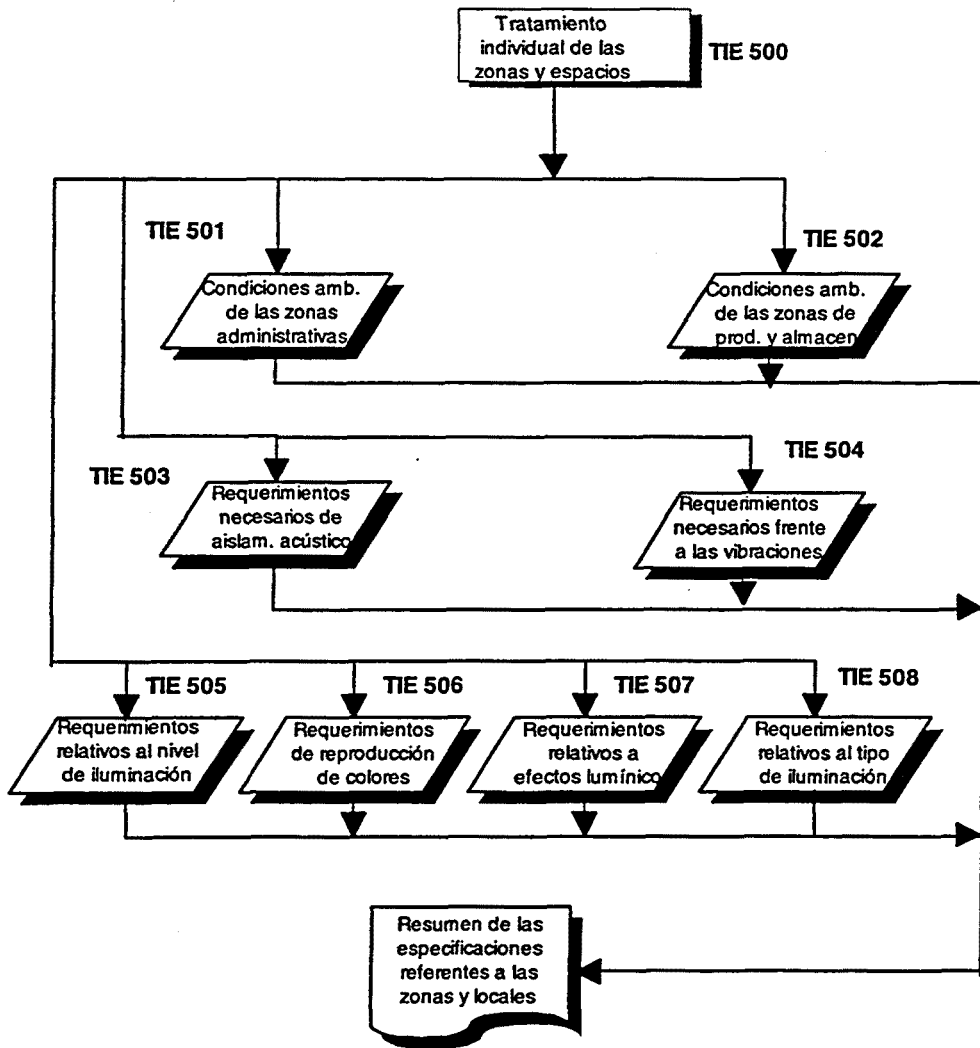 Tratamiento
individual de las
zonas y espacios
TIE 500
TIE 501
TIE 502
Condiciones amb.
de las zonas
administrativas
Condiciones amb.
de las zonas de
prod. y almacen
TIE 503
TIE 504
Requerimientos
necesarios de
aislam. acústico
Requerimientos
necesarios frente
a las vibraciones
TIE 505
TIE 506
TIE 507
TIE 508
Requerimientos
relativos al nivel
de iluminación
Requerimientos
de reproducción
de colores
Requerimientos
relativos a
efectos lumínico
Requerimientos
relativos al tipo
de iluminación
Resumen de las
especificaciones
referentes a las
zonas y locales